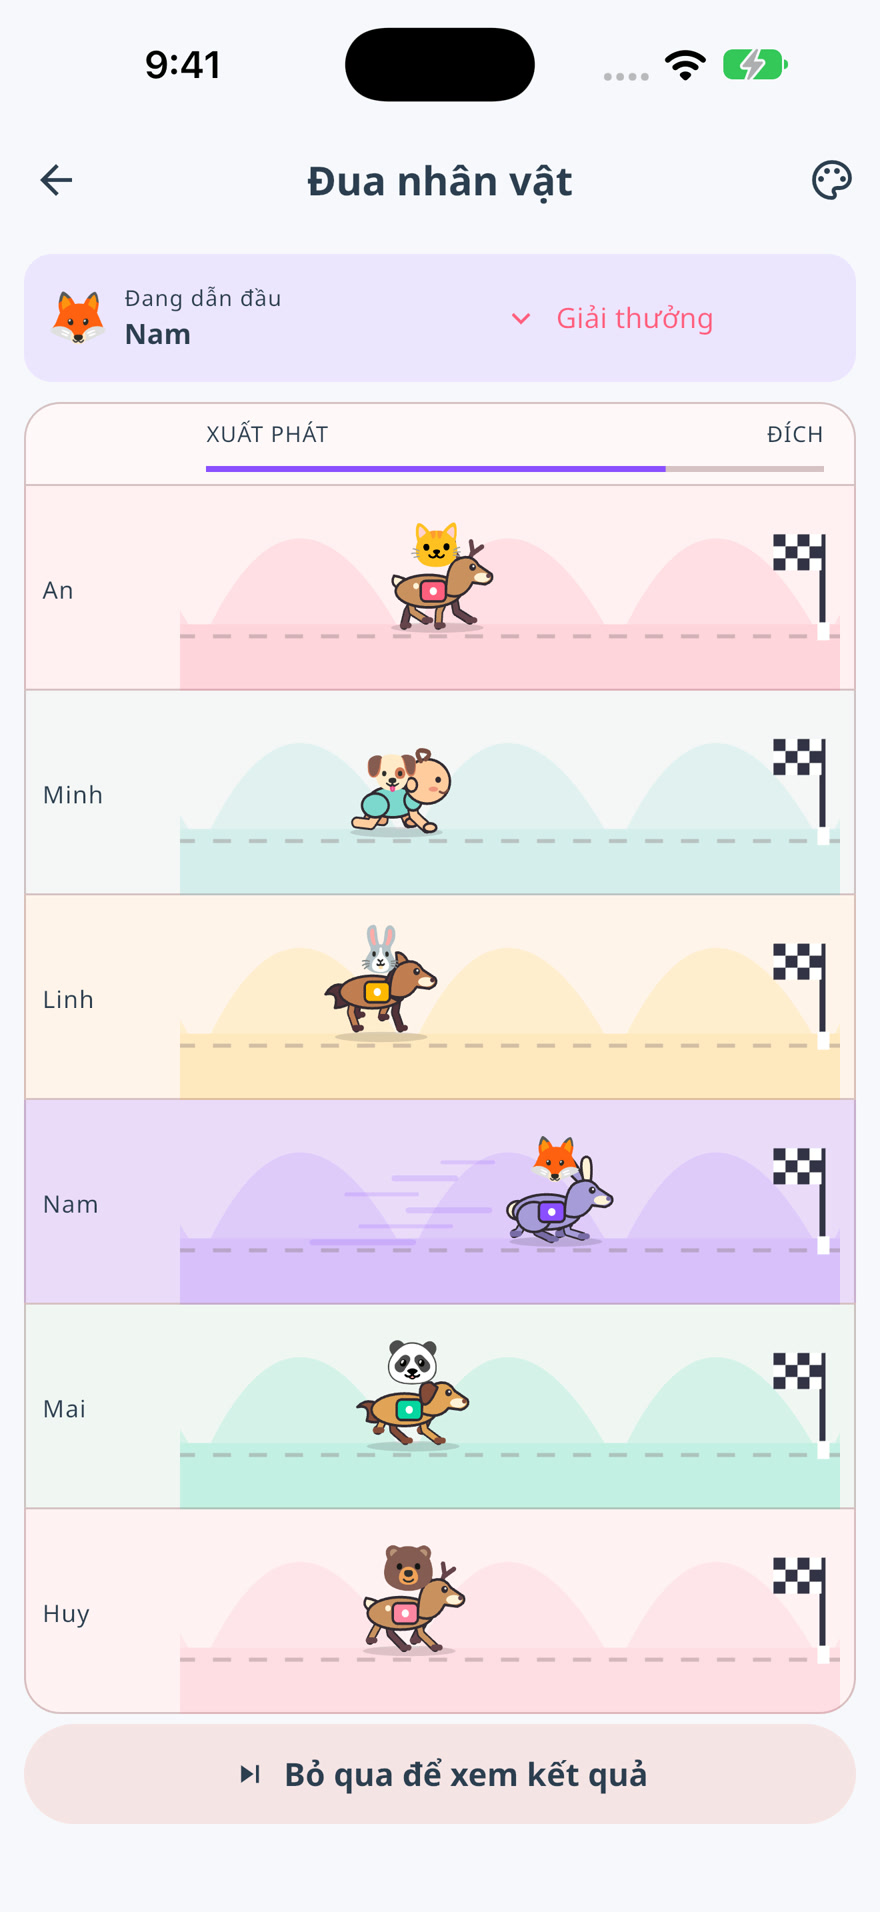 9:41
Đua nhân vật
Đang dẫn đầu
Nam
Giải thưởng
XUẤT PHÁT
ĐÍCH
An
Minh
Linh
Nam
Mai
Huy
Bỏ qua để xem kết quả